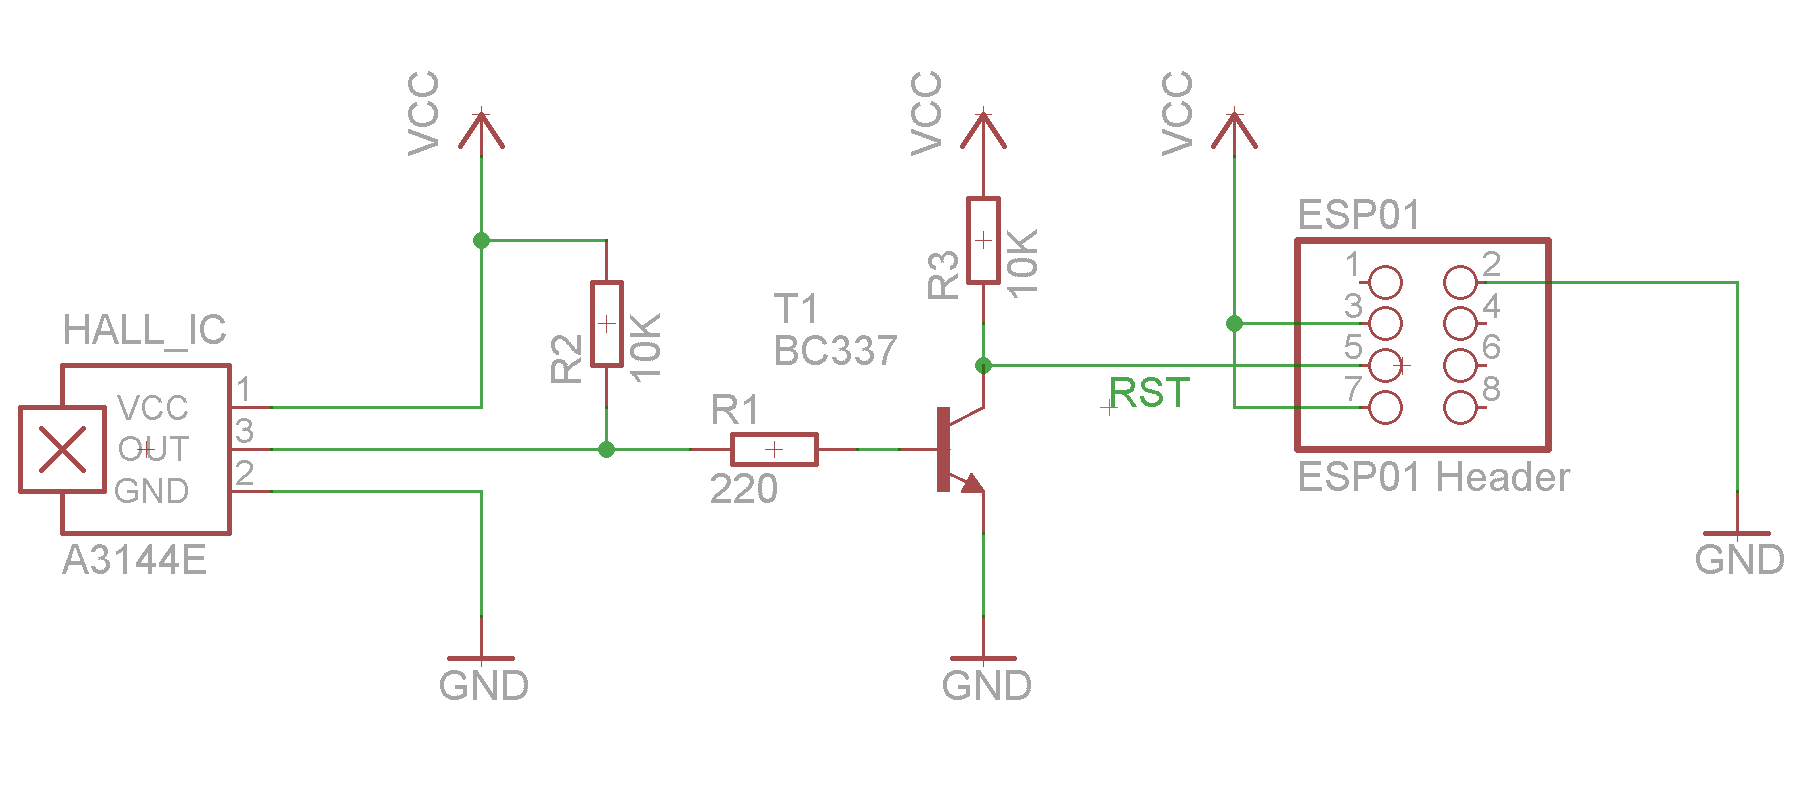 VCC
VCC
VCC
ESP01
1
2
3
4
5
6
7
8
ESP01 Header
R3
10K
T1
BC337
R2
10K
HALL_IC
VCC
OUT
GND
1
3
2
A3144E
R1
220
RST
GND
GND
GND